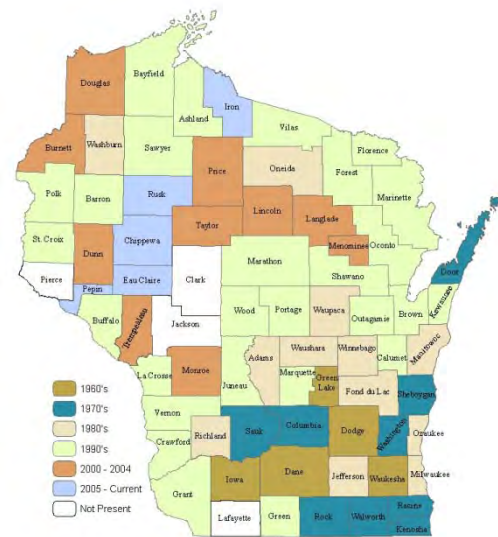 Douglas
Bayfield
Ashland
Iron
Vilas
Burnett
Washburn
Sawyer
Price
Oneida
Florence
Forest
Marinette
Polk
Barron
Rusk
Lincoln
Langlade
Taylor
Menominee
Oconto
St. Croix
Dunn
Chippewa
Marathon
Shawano
Door
Pierce
Pepin
Eau Claire
Clark
Kewaunee
Buffalo
Trempealeau
Jackson
Wood
Portage
Waupaca
Outagamie
Brown
Manitowoc
La Crosse
Monroe
Juneau
Adams
Waushara
Winnebago
Calumet
Marquette
Green
Lake
Fond du Lac
Sheboygan
Vernon
Crawford
Richland
Sauk
Columbia
Dodge
Washington
Ozaukee
Grant
Iowa
Dane
Jefferson
Waukesha
Milwaukee
Lafayette
Green
Rock
Walworth
Racine
Kenosha
1960's
1970's
1980's
1990's
2000 - 2004
2005 - Current
Not Present